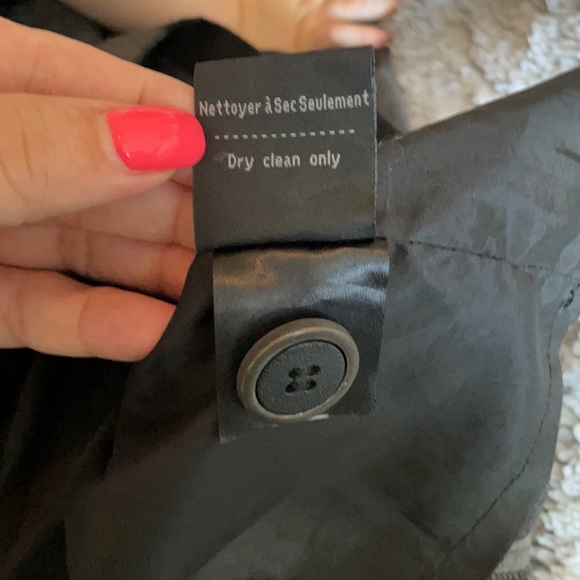 Nettoyer à Sec Seulement
Dry clean only